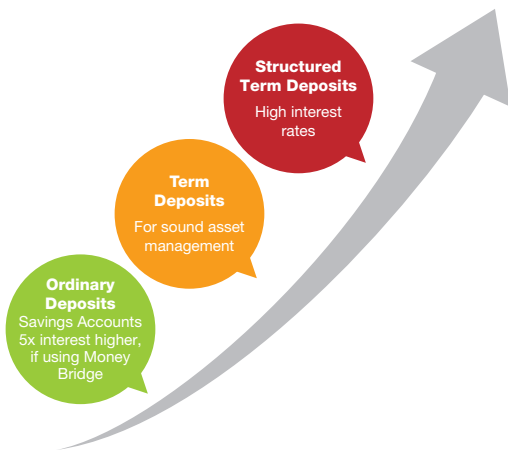 Structured
Term Deposits
High interest
rates
Term
Deposits
For sound asset
management
Ordinary
Deposits
Savings Accounts
5x interest higher,
if using Money
Bridge